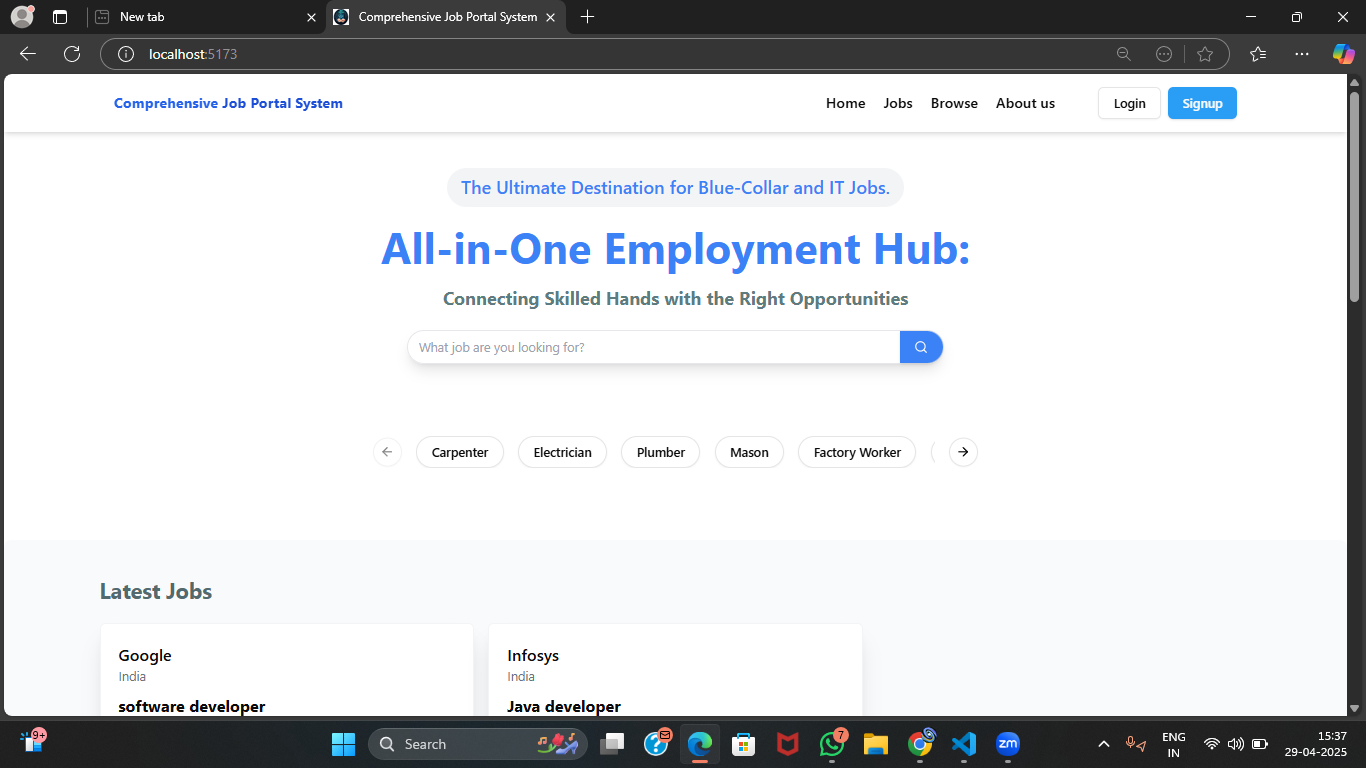 New tab
Comprehensive Job Portal System
localhost:5173
Comprehensive Job Portal System
Home Jobs Browse About us Login Signup
The Ultimate Destination for Blue-Collar and IT Jobs.
All-in-One Employment Hub:
Connecting Skilled Hands with the Right Opportunities
What job are you looking for?
Carpenter Electrician Plumber Mason Factory Worker
Latest Jobs
Google
India
software developer
Infosys
India
Java developer
9+
Search
7
zm
ENG
IN
15:37
29-04-2025